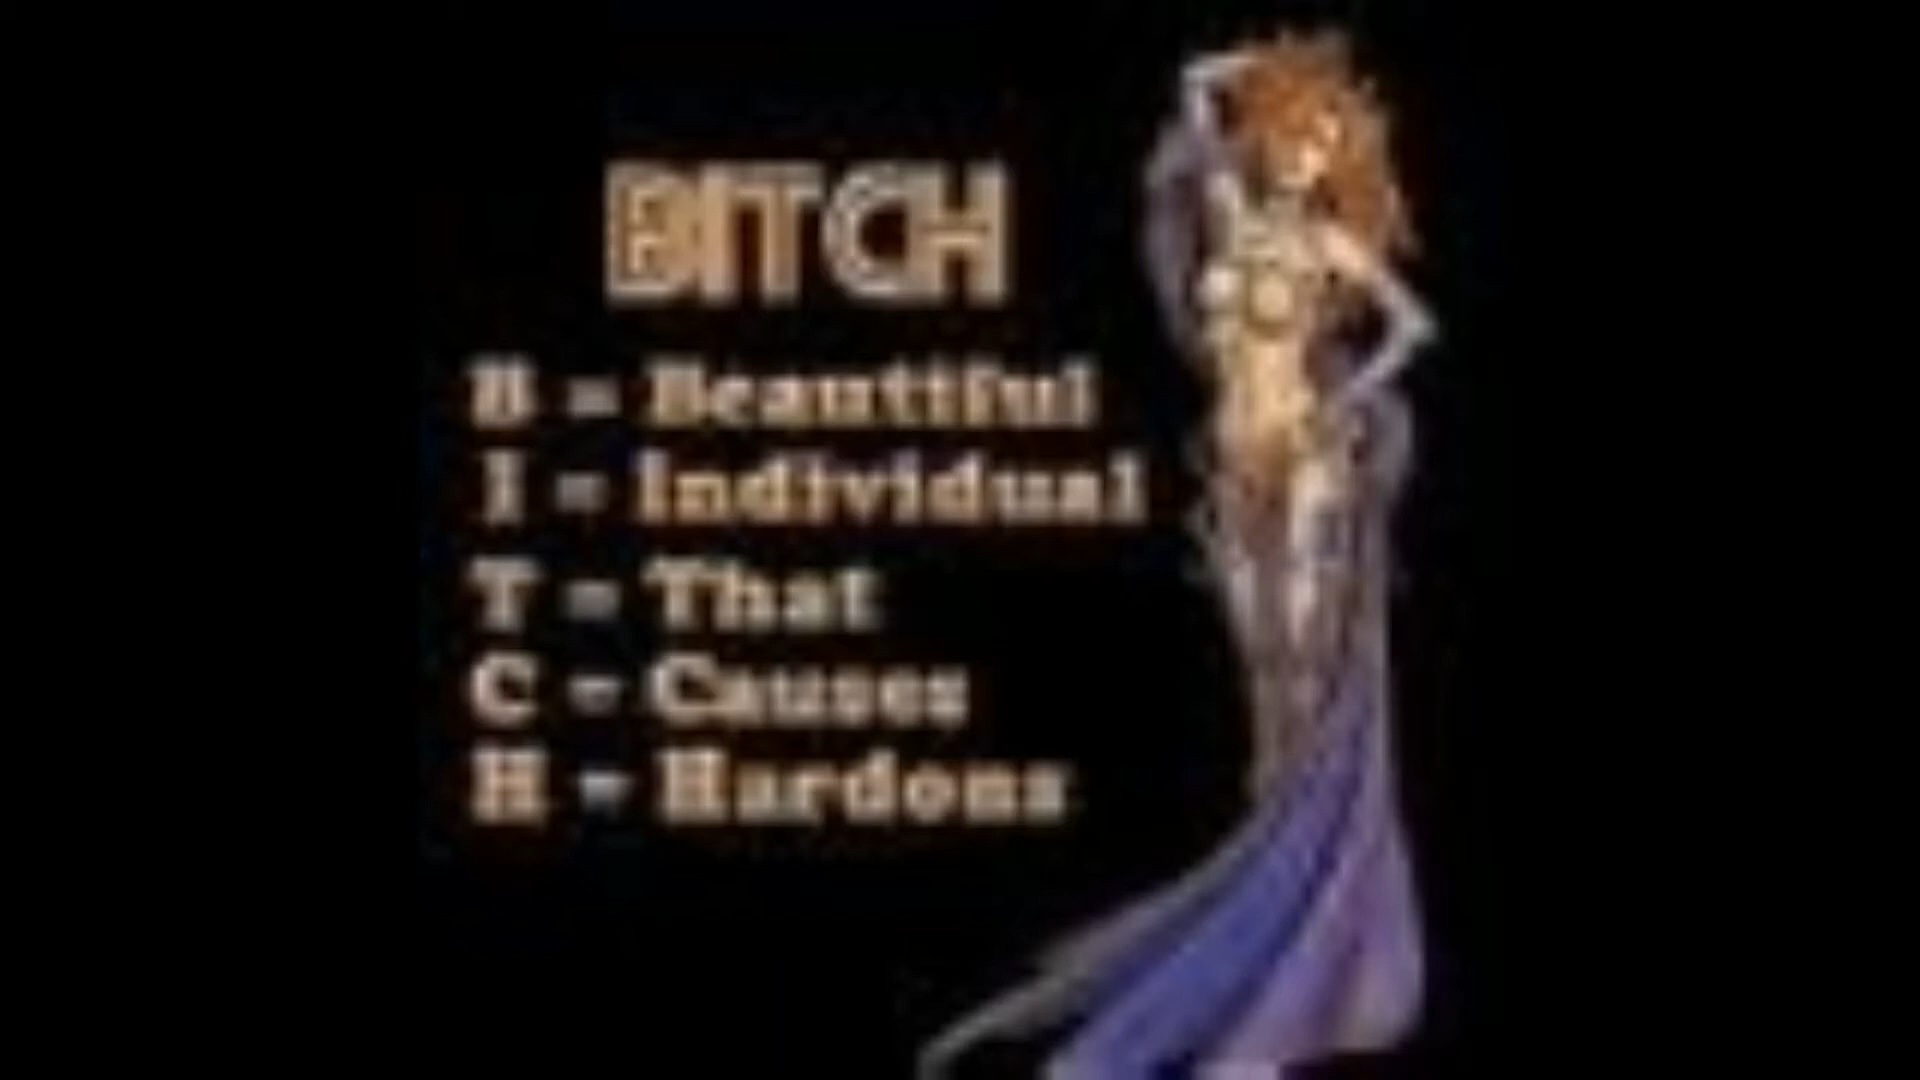 BITCH
B - Beautiful
I - Individual
T - That
C - Causes
H - Hardons